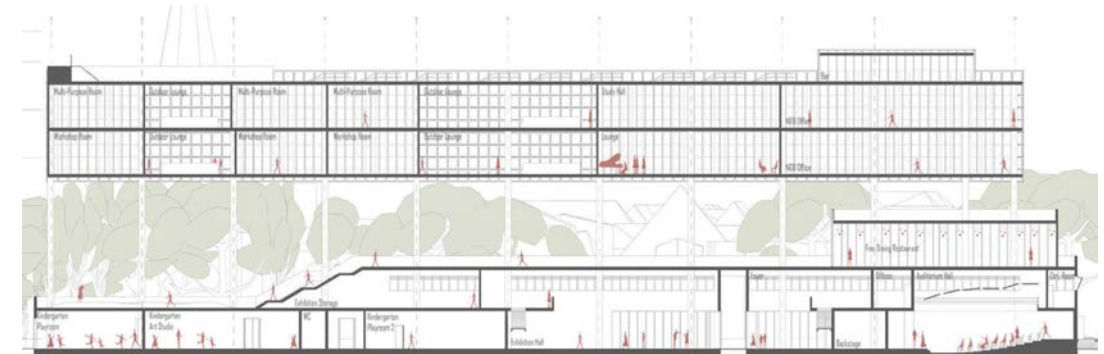 Bar
Multi-Purpose Room
Outdoor Lounge
Multi-Purpose Room
Multi-Purpose Room
Outdoor Lounge
Study Hall
NGO Office
Workshop Room
Outdoor Lounge
Workshop Room
Workshop Room
Outdoor Lounge
Lounge
NGO Office
Fine Dining Restaurant
Foyer
Offices
Auditorium Hall
Exhibition Storage
Kindergarten
Playroom
Kindergarten
Art Studio
WC
Kindergarten
Playroom 2
Exhibition Hall
Backstage